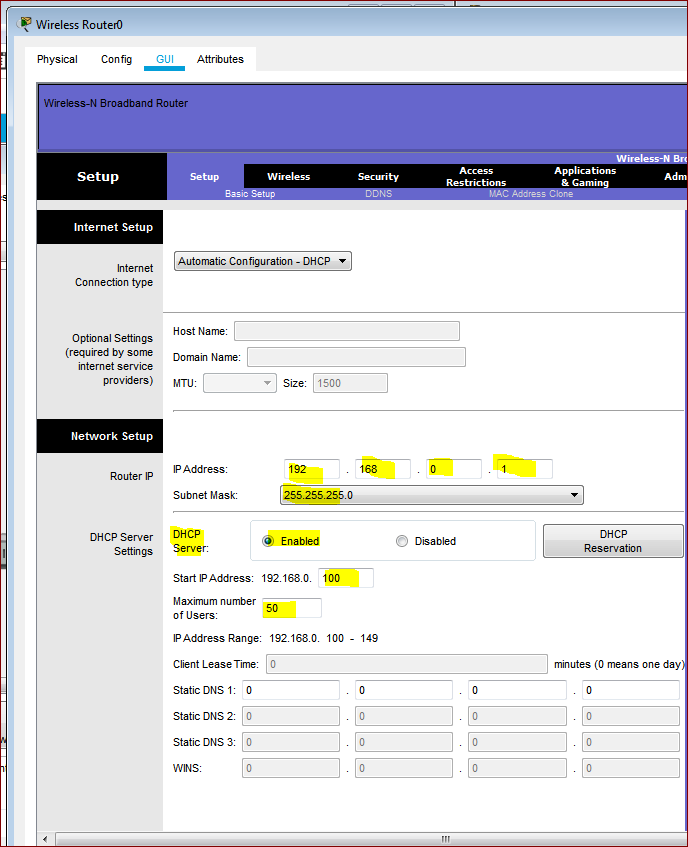 Wireless Router0
Physical Config GUI Attributes
Wireless-N Broadband Router
Wireless-N Bro
Setup
Setup Wireless Security Access Restrictions Applications & Gaming Adm
Basic Setup DDNS MAC Address Clone
Internet Setup
Internet Connection type
Automatic Configuration - DHCP
Optional Settings
(required by some
internet service
providers)
Host Name:
Domain Name:
MTU: Size: 1500
Network Setup
Router IP
IP Address: 192 . 168 . 0 . 1
Subnet Mask: 255.255.255.0
DHCP Server
Settings
DHCP
Server:
Enabled Disabled
DHCP
Reservation
Start IP Address: 192.168.0. 100
Maximum number
of Users: 50
IP Address Range: 192.168.0. 100 - 149
Client Lease Time: 0 minutes (0 means one day)
Static DNS 1: 0 . 0 . 0 . 0
Static DNS 2: 0 . 0 . 0 . 0
Static DNS 3: 0 . 0 . 0 . 0
WINS: 0 . 0 . 0 . 0